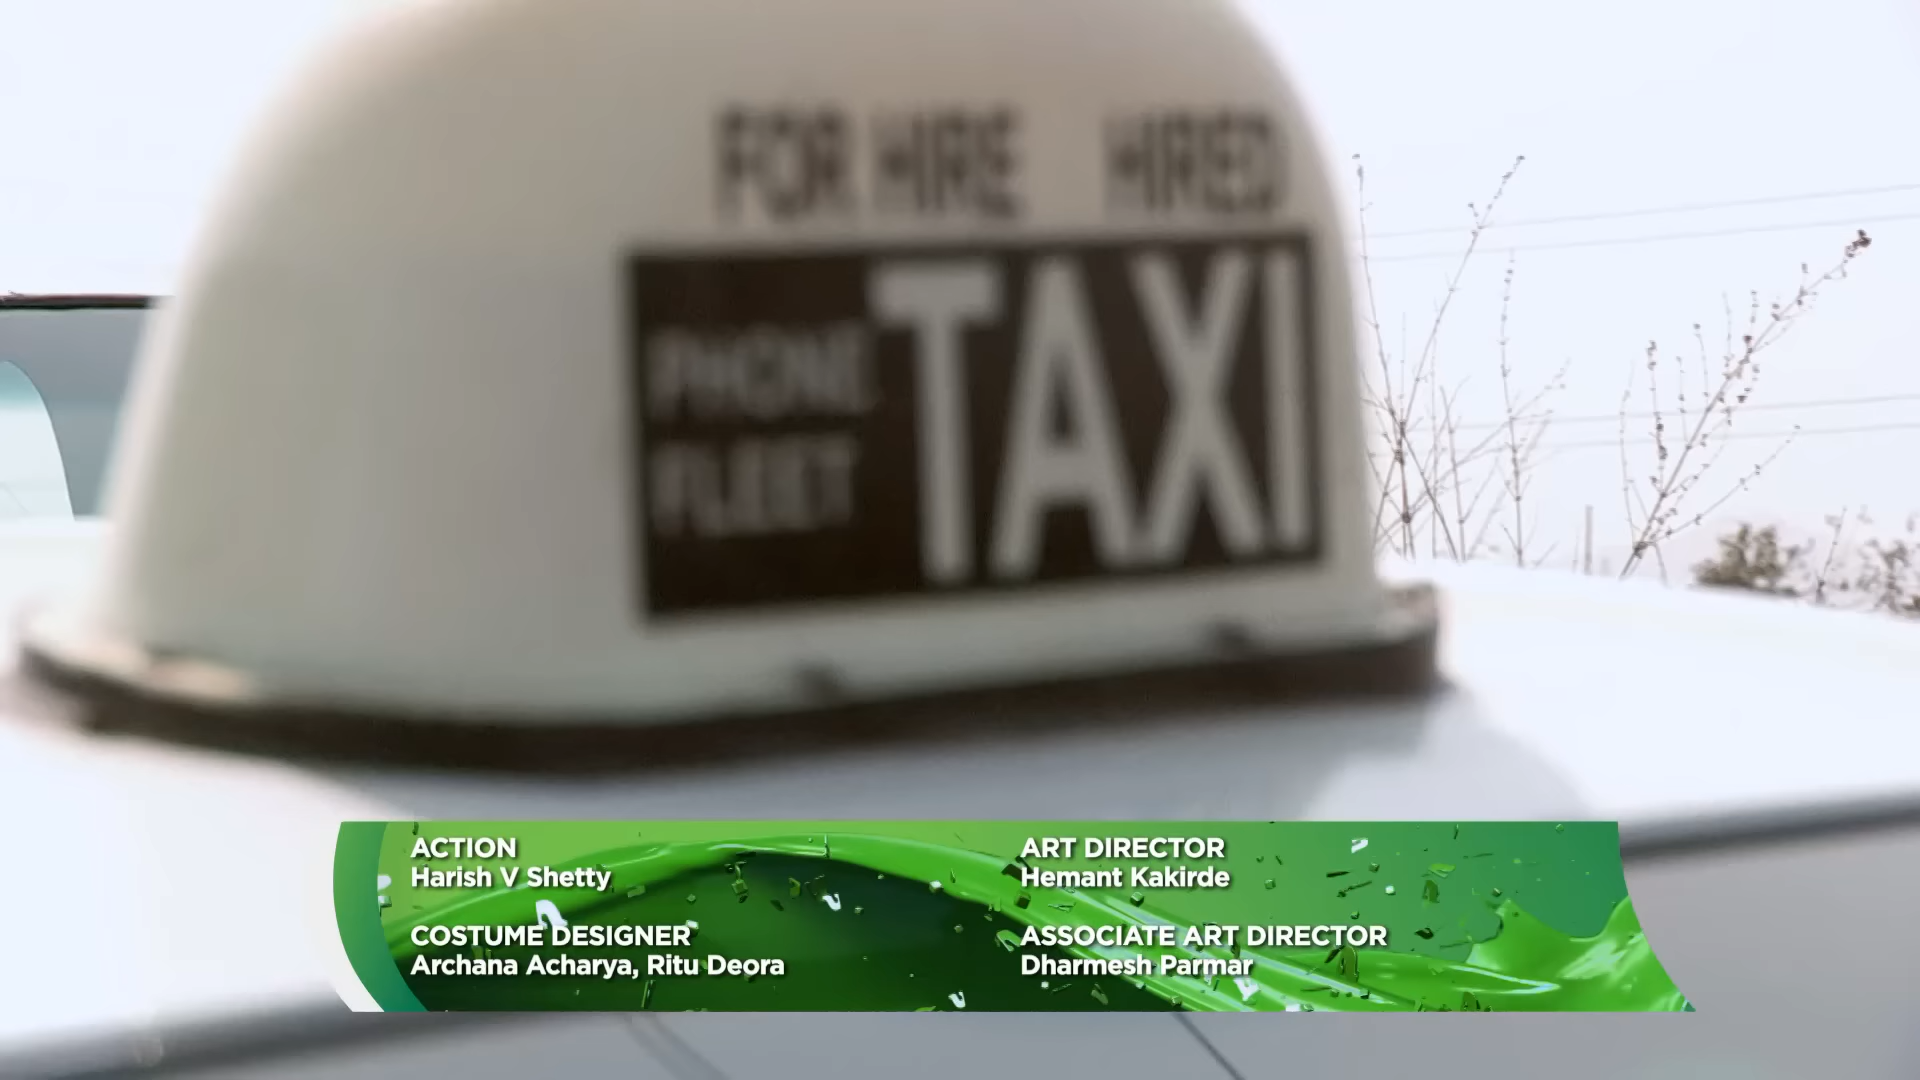 FOR HIRE HIRED
PHONE
FLEET
TAXI
ACTION
Harish V Shetty
COSTUME DESIGNER
Archana Acharya, Ritu Deora
ART DIRECTOR
Hemant Kakirde
ASSOCIATE ART DIRECTOR
Dharmesh Parmar